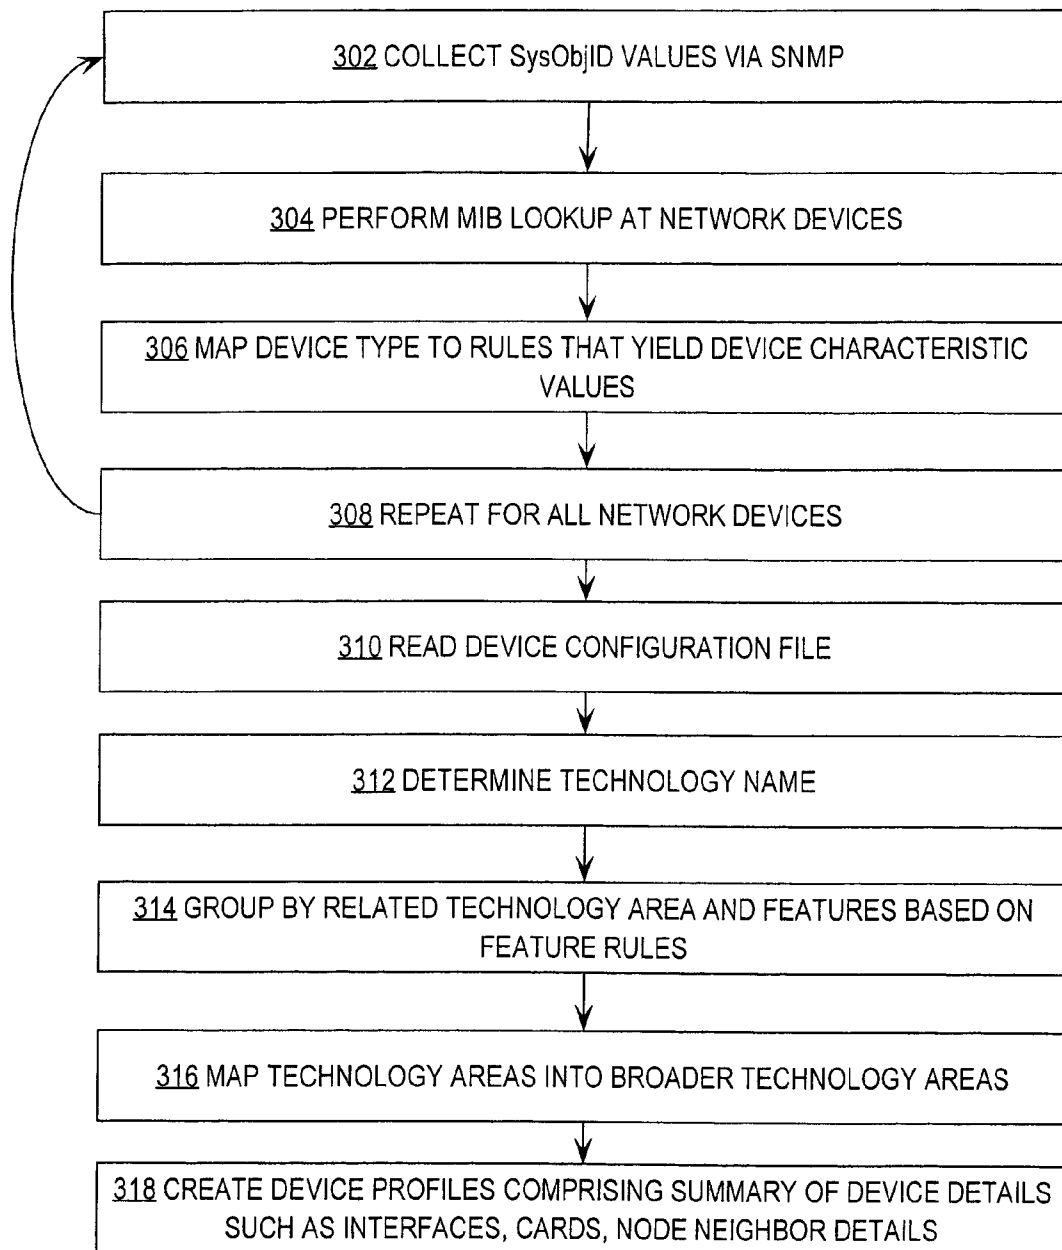 302 COLLECT SysObjID VALUES VIA SNMP
304 PERFORM MIB LOOKUP AT NETWORK DEVICES
306 MAP DEVICE TYPE TO RULES THAT YIELD DEVICE CHARACTERISTIC
VALUES
308 REPEAT FOR ALL NETWORK DEVICES
310 READ DEVICE CONFIGURATION FILE
312 DETERMINE TECHNOLOGY NAME
314 GROUP BY RELATED TECHNOLOGY AREA AND FEATURES BASED ON
FEATURE RULES
316 MAP TECHNOLOGY AREAS INTO BROADER TECHNOLOGY AREAS
318 CREATE DEVICE PROFILES COMPRISING SUMMARY OF DEVICE DETAILS
SUCH AS INTERFACES, CARDS, NODE NEIGHBOR DETAILS